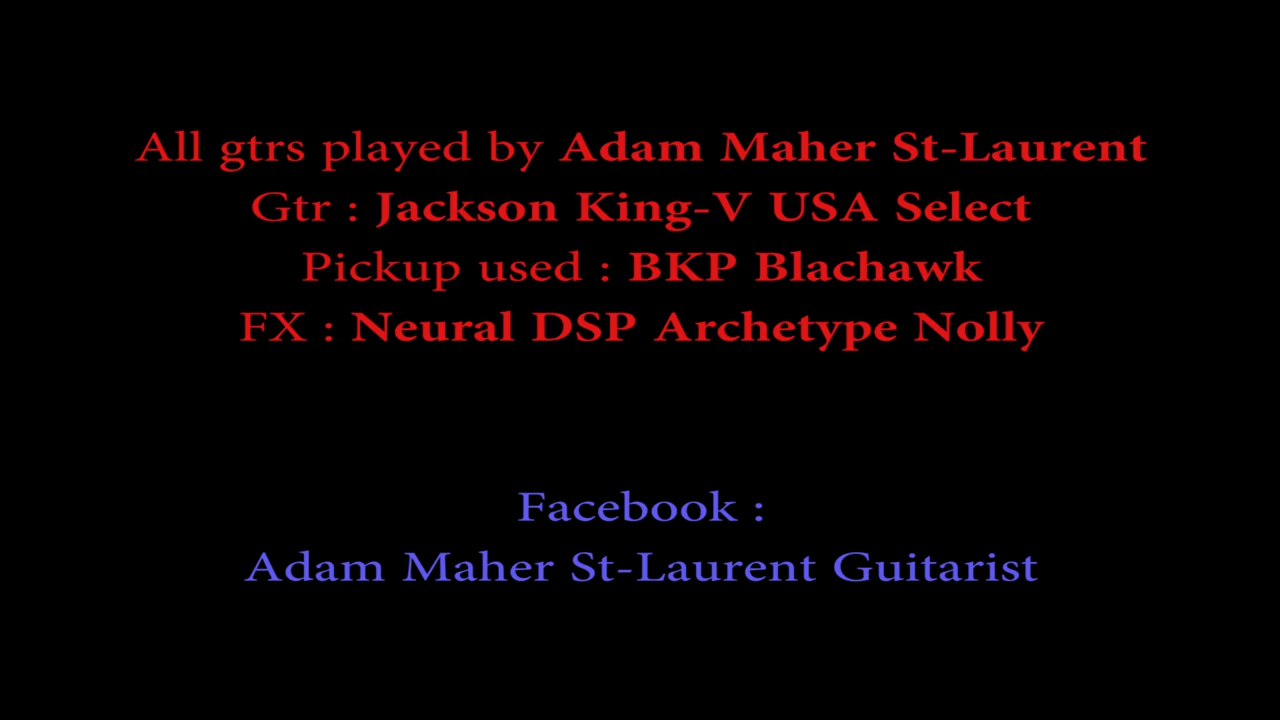 All gtrs played by Adam Maher St-Laurent
Gtr : Jackson King-V USA Select
Pickup used : BKP Blachawk
FX : Neural DSP Archetype Nolly
Facebook :
Adam Maher St-Laurent Guitarist